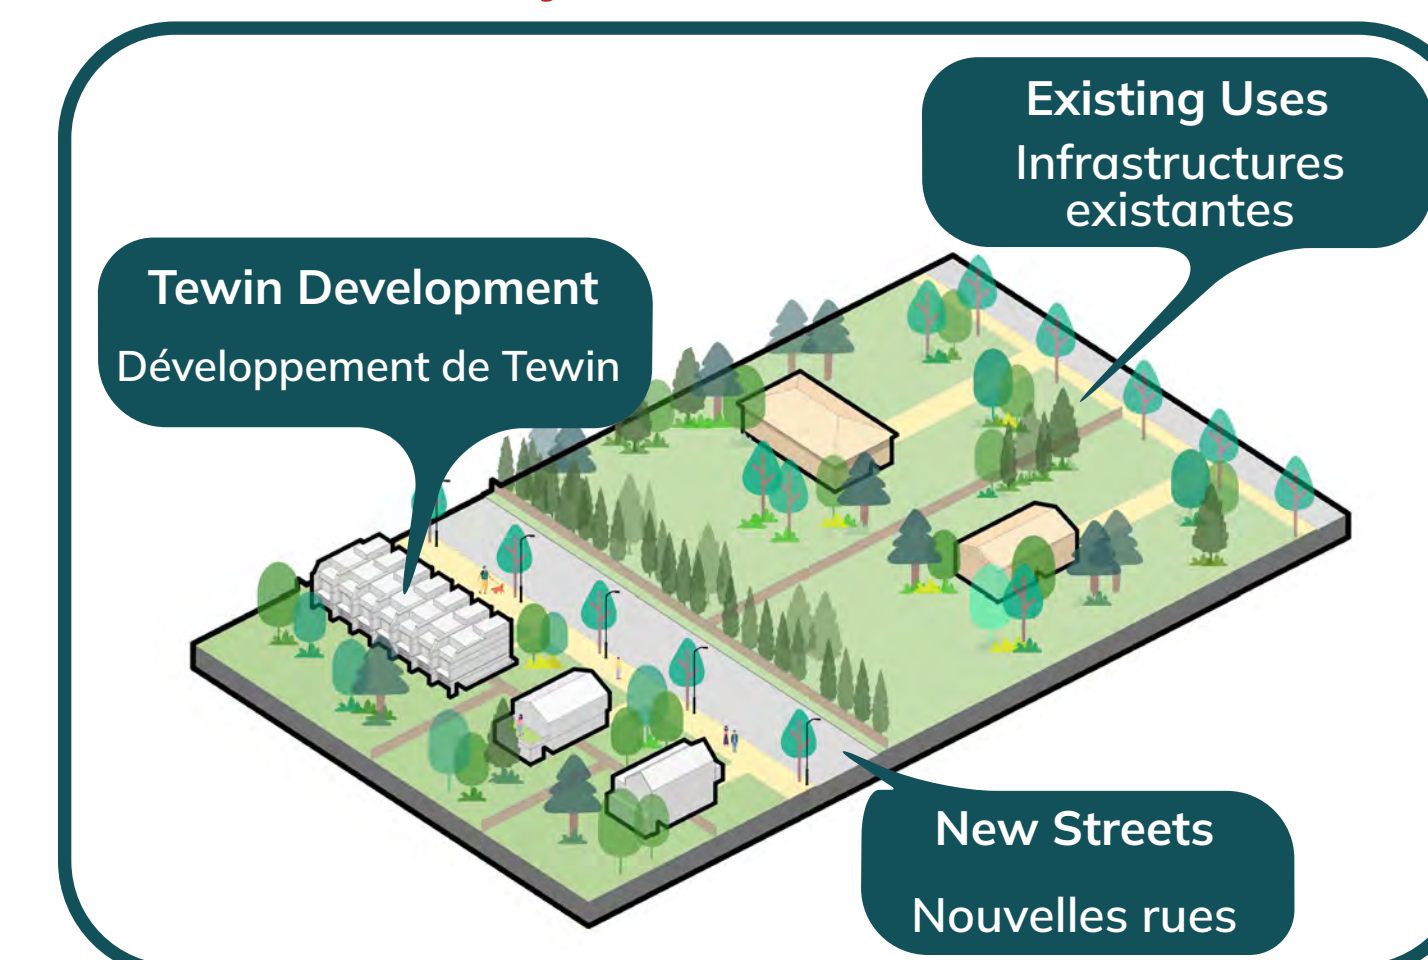 Existing Uses
Infrastructures
existantes
Tewin Development
Développement de Tewin
New Streets
Nouvelles rues